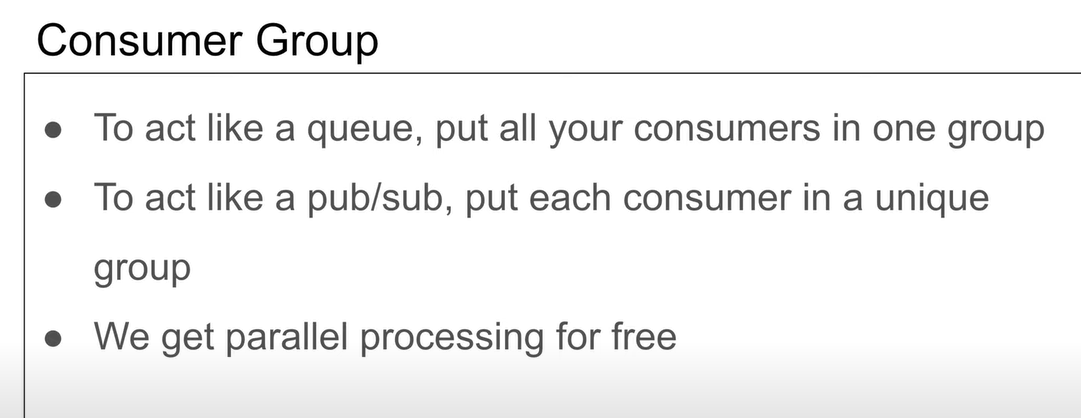 Consumer Group
● To act like a queue, put all your consumers in one group
● To act like a pub/sub, put each consumer in a unique
group
● We get parallel processing for free